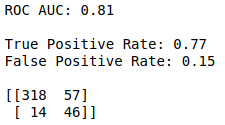 ROC AUC: 0.81
True Positive Rate: 0.77
False Positive Rate: 0.15
[[318  57]
 [ 14  46]]